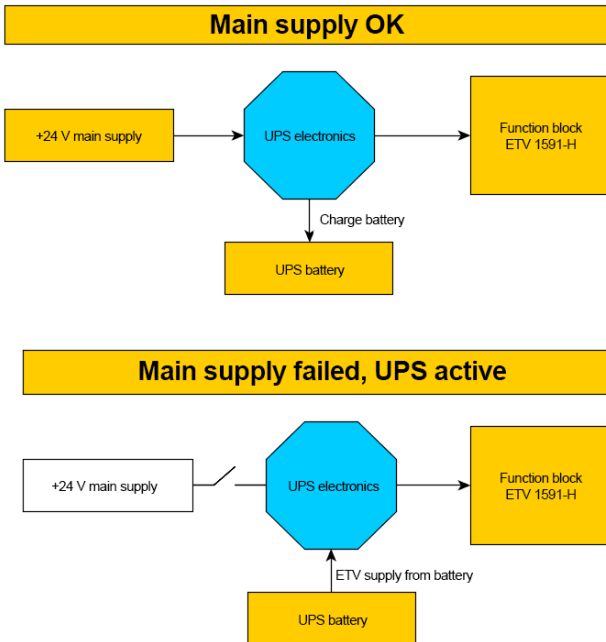 Main supply OK
+24 V main supply
UPS electronics
Function block
ETV 1591-H
Charge battery
UPS battery
Main supply failed, UPS active
+24 V main supply
UPS electronics
Function block
ETV 1591-H
ETV supply from battery
UPS battery